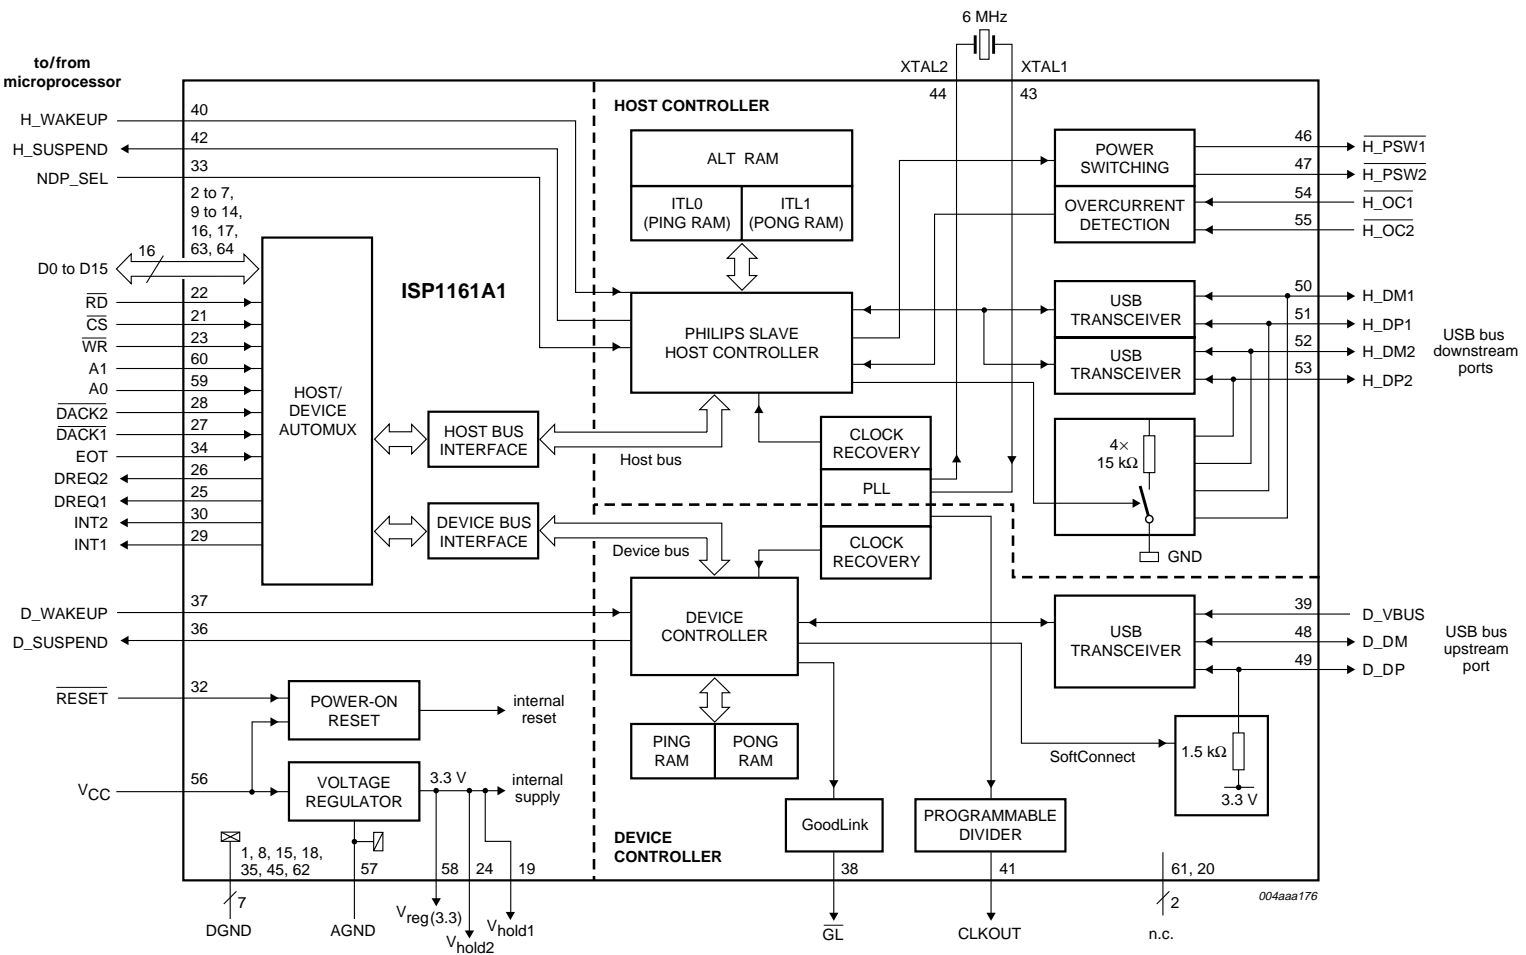 6 MHz
to/from
microprocessor
XTAL2
XTAL1
44
43
H_WAKEUP
40
H_SUSPEND
42
NDP_SEL
33
2 to 7,
9 to 14,
16, 17,
63, 64
D0 to D15
16
RD
22
CS
21
WR
23
A1
60
A0
59
DACK2
28
DACK1
27
EOT
34
DREQ2
26
DREQ1
25
INT2
30
INT1
29
HOST/
DEVICE
AUTOMUX
ISP1161A1
HOST BUS
INTERFACE
Host bus
DEVICE BUS
INTERFACE
Device bus
HOST CONTROLLER
ALT RAM
ITL0
(PING RAM)
ITL1
(PONG RAM)
PHILIPS SLAVE
HOST CONTROLLER
POWER
SWITCHING
OVERCURRENT
DETECTION
46
H_PSW1
47
H_PSW2
54
H_OC1
55
H_OC2
USB
TRANSCEIVER
USB
TRANSCEIVER
50
H_DM1
51
H_DP1
52
H_DM2
53
H_DP2
USB bus
downstream
ports
CLOCK
RECOVERY
PLL
CLOCK
RECOVERY
4×
15 kΩ
GND
D_WAKEUP
37
D_SUSPEND
36
DEVICE
CONTROLLER
USB
TRANSCEIVER
39
D_VBUS
48
D_DM
49
D_DP
USB bus
upstream
port
RESET
32
POWER-ON
RESET
internal
reset
VCC
56
VOLTAGE
REGULATOR
3.3 V
internal
supply
PING
RAM
PONG
RAM
SoftConnect
1.5 kΩ
3.3 V
GoodLink
PROGRAMMABLE
DIVIDER
DEVICE
CONTROLLER
1, 8, 15, 18,
35, 45, 62
57
58
24
19
38
41
61, 20
004aaa176
7
2
DGND
AGND
Vreg(3.3)
Vhold2
Vhold1
GL
CLKOUT
n.c.